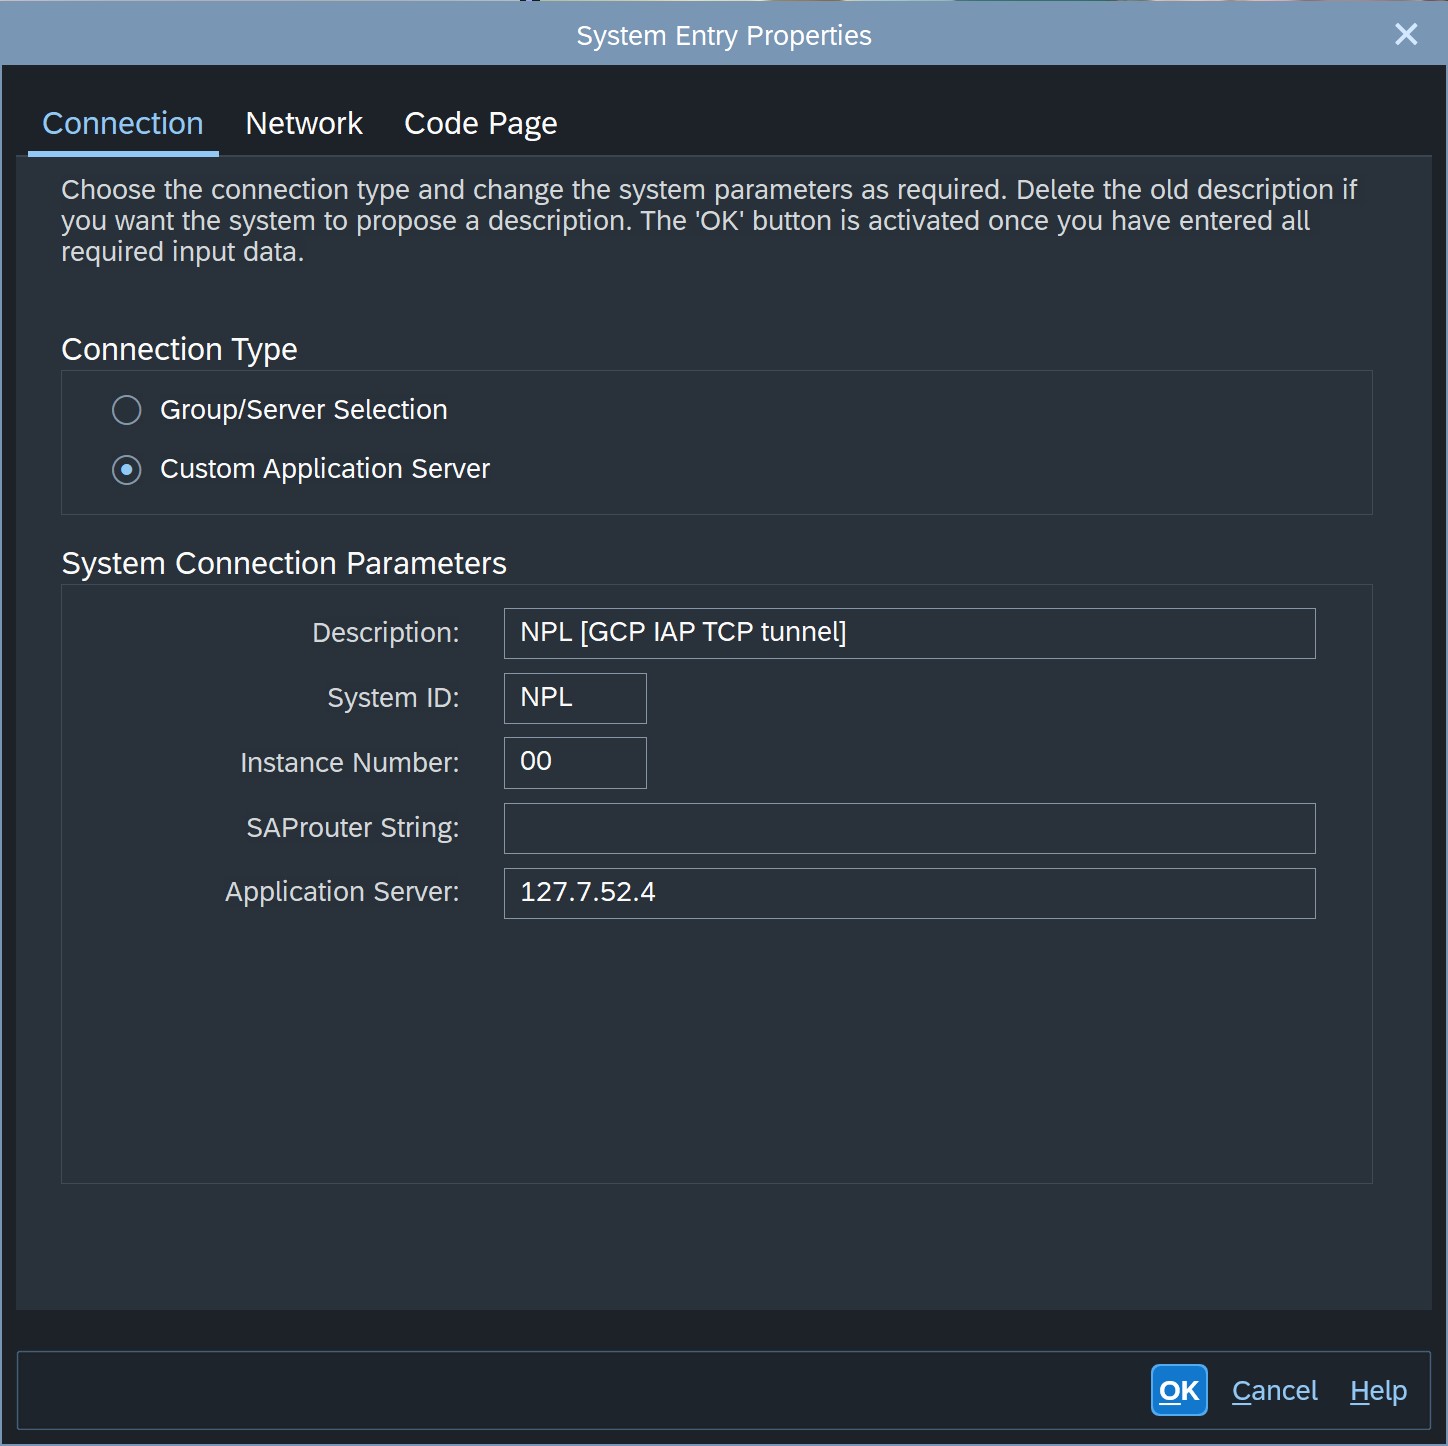 System Entry Properties
Connection Network Code Page
Choose the connection type and change the system parameters as required. Delete the old description if
you want the system to propose a description. The 'OK' button is activated once you have entered all
required input data.
Connection Type
Group/Server Selection
Custom Application Server
System Connection Parameters
Description: NPL [GCP IAP TCP tunnel]
System ID: NPL
Instance Number: 00
SAProuter String:
Application Server: 127.7.52.4
OK Cancel Help